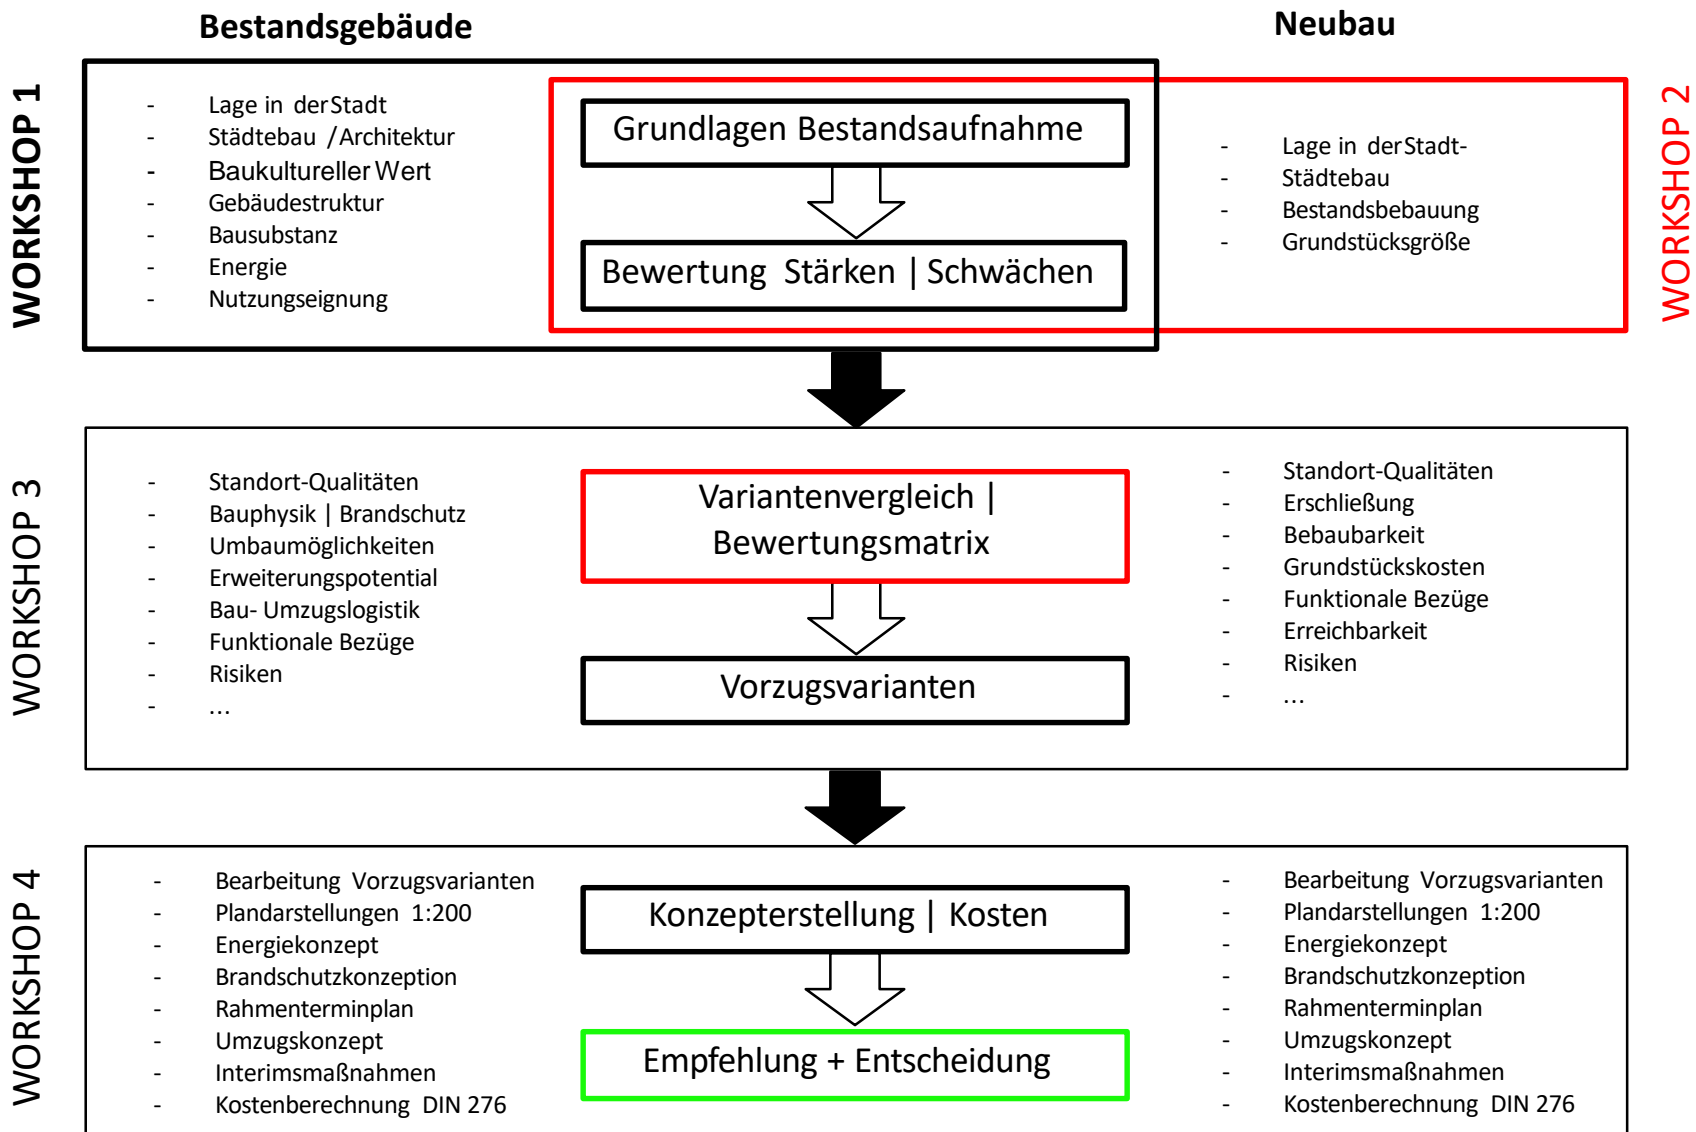 Bestandsgebäude
Neubau
WORKSHOP 1
- Lage in der Stadt
- Städtebau / Architektur
- Baukultureller Wert
- Gebäudestruktur
- Bausubstanz
- Energie
- Nutzungseignung
Grundlagen Bestandsaufnahme
Bewertung Stärken | Schwächen
- Lage in der Stadt-
- Städtebau
- Bestandsbebauung
- Grundstücksgröße
WORKSHOP 2
WORKSHOP 3
- Standort-Qualitäten
- Bauphysik | Brandschutz
- Umbaumöglichkeiten
- Erweiterungspotential
- Bau- Umzugslogistik
- Funktionale Bezüge
- Risiken
- ...
Variantenvergleich |
Bewertungsmatrix
Vorzugsvarianten
- Standort-Qualitäten
- Erschließung
- Bebaubarkeit
- Grundstückskosten
- Funktionale Bezüge
- Erreichbarkeit
- Risiken
- ...
WORKSHOP 4
- Bearbeitung Vorzugsvarianten
- Plandarstellungen 1:200
- Energiekonzept
- Brandschutzkonzeption
- Rahmenterminplan
- Umzugskonzept
- Interimsmaßnahmen
- Kostenberechnung DIN 276
Konzepterstellung | Kosten
Empfehlung + Entscheidung
- Bearbeitung Vorzugsvarianten
- Plandarstellungen 1:200
- Energiekonzept
- Brandschutzkonzeption
- Rahmenterminplan
- Umzugskonzept
- Interimsmaßnahmen
- Kostenberechnung DIN 276